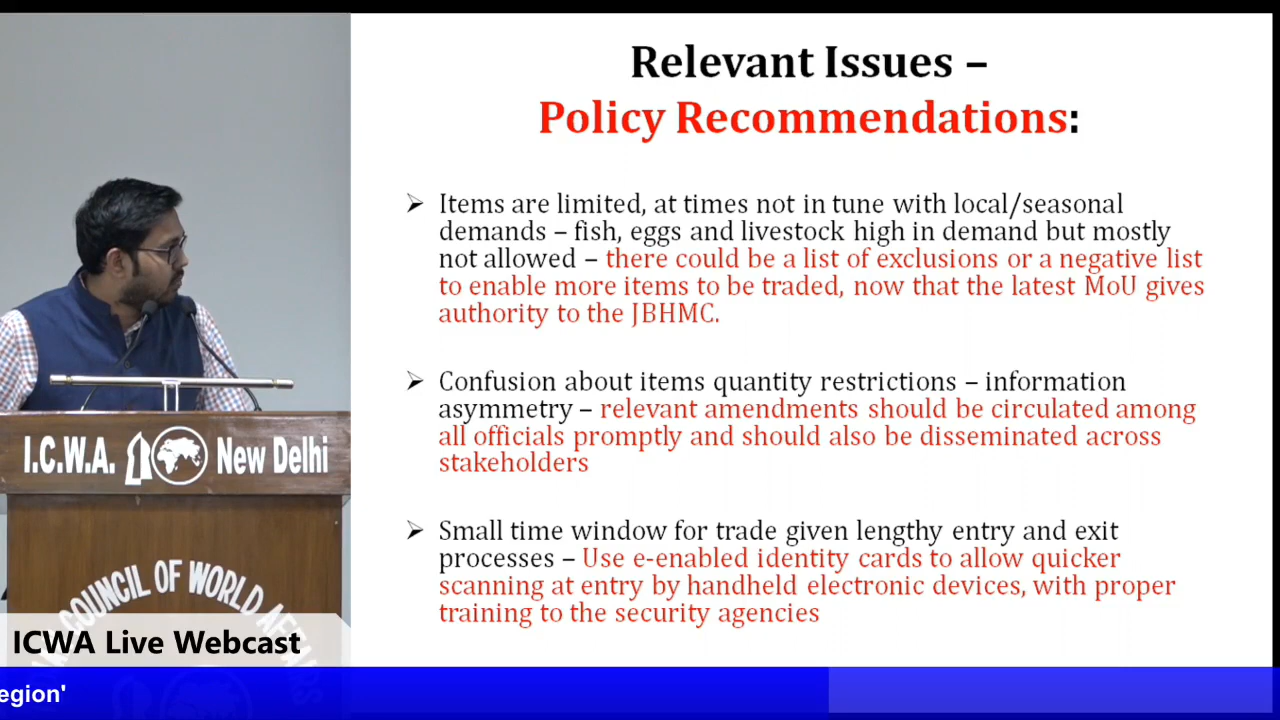 Relevant Issues –
Policy Recommendations:
➢ Items are limited, at times not in tune with local/seasonal
demands – fish, eggs and livestock high in demand but mostly
not allowed – there could be a list of exclusions or a negative list
to enable more items to be traded, now that the latest MoU gives
authority to the JBHMC.
➢ Confusion about items quantity restrictions – information
asymmetry – relevant amendments should be circulated among
all officials promptly and should also be disseminated across
stakeholders
➢ Small time window for trade given lengthy entry and exit
processes – Use e-enabled identity cards to allow quicker
scanning at entry by handheld electronic devices, with proper
training to the security agencies
I.C.W.A. New Delhi
COUNCIL OF WORLD AFFAIRS
ICWA Live Webcast
egion'